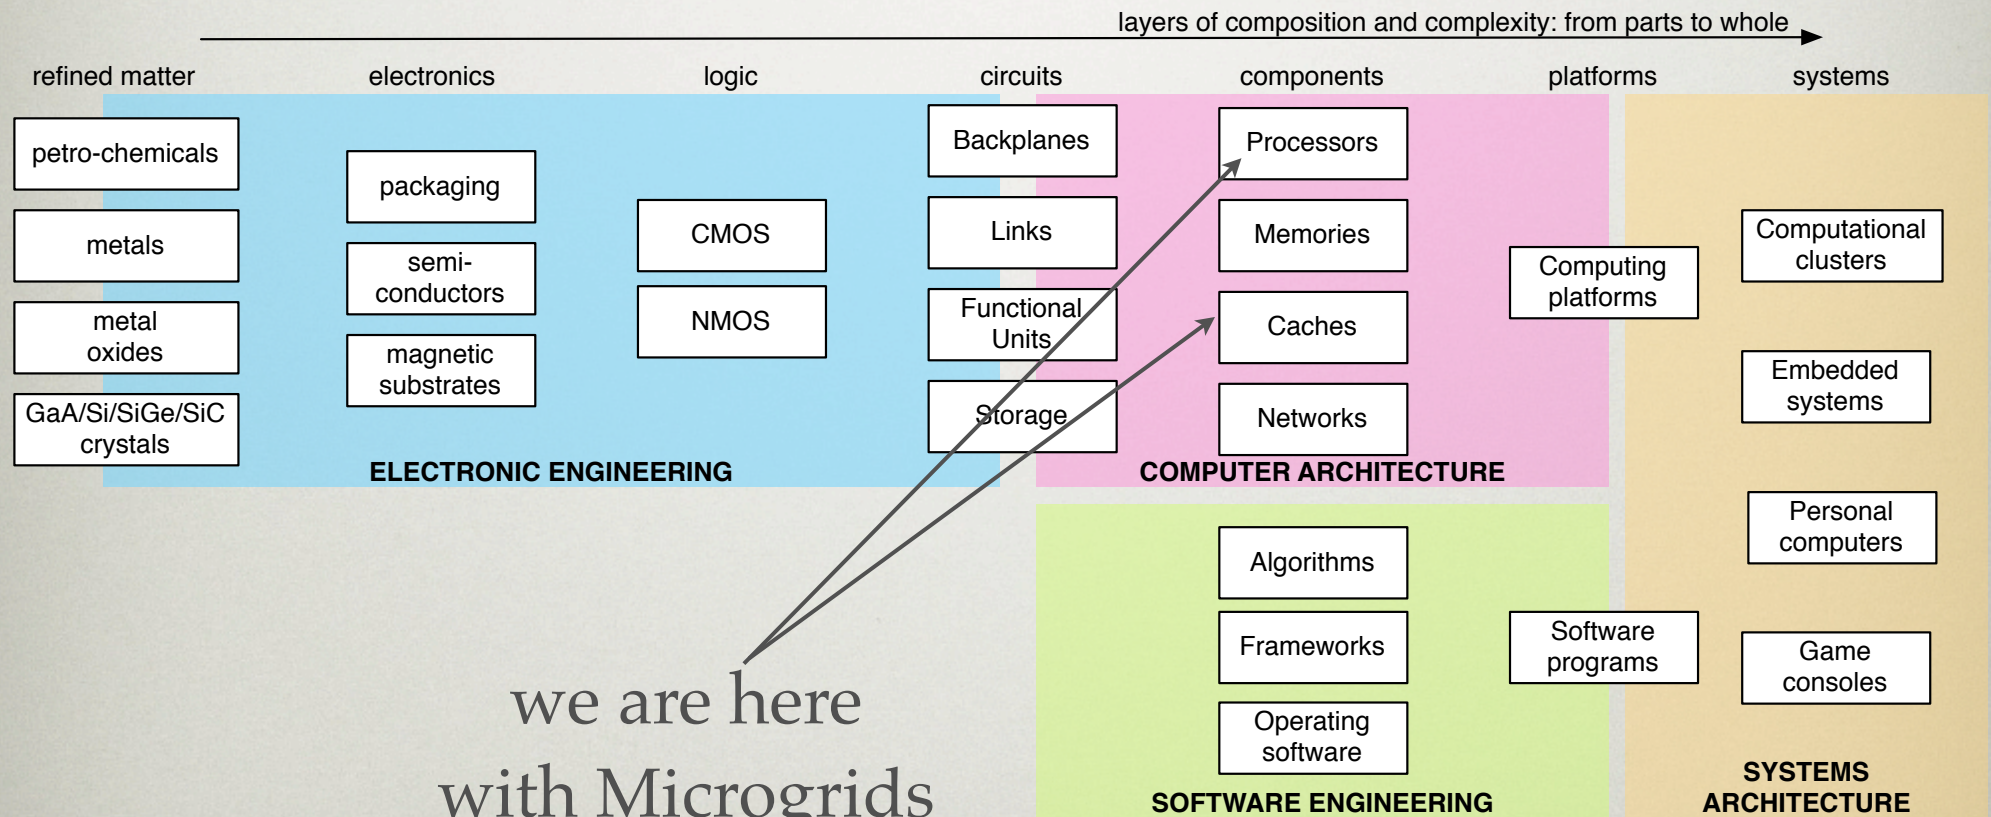 layers of composition and complexity: from parts to whole
refined matter
electronics
logic
circuits
components
platforms
systems
petro-chemicals
metals
metal
oxides
GaA/Si/SiGe/SiC
crystals
packaging
semi-
conductors
magnetic
substrates
CMOS
NMOS
ELECTRONIC ENGINEERING
Backplanes
Links
Functional
Units
Storage
Processors
Memories
Caches
Networks
COMPUTER ARCHITECTURE
Computing
platforms
Algorithms
Frameworks
Operating
software
Software
programs
SOFTWARE ENGINEERING
Computational
clusters
Embedded
systems
Personal
computers
Game
consoles
SYSTEMS
ARCHITECTURE
we are here
with Microgrids